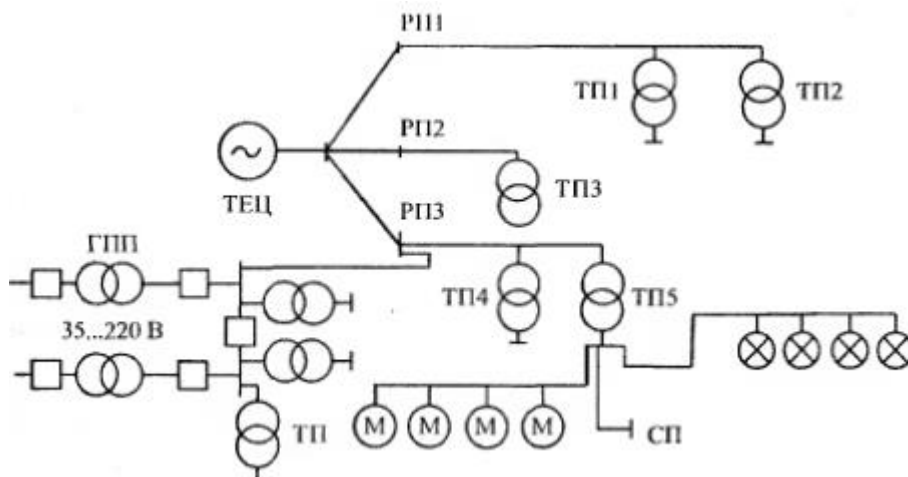 РП1
ТП1
ТП2
РП2
ТЕЦ
ТП3
РП3
ГПП
ТП4
ТП5
35...220 В
ТП
М
М
М
М
СП